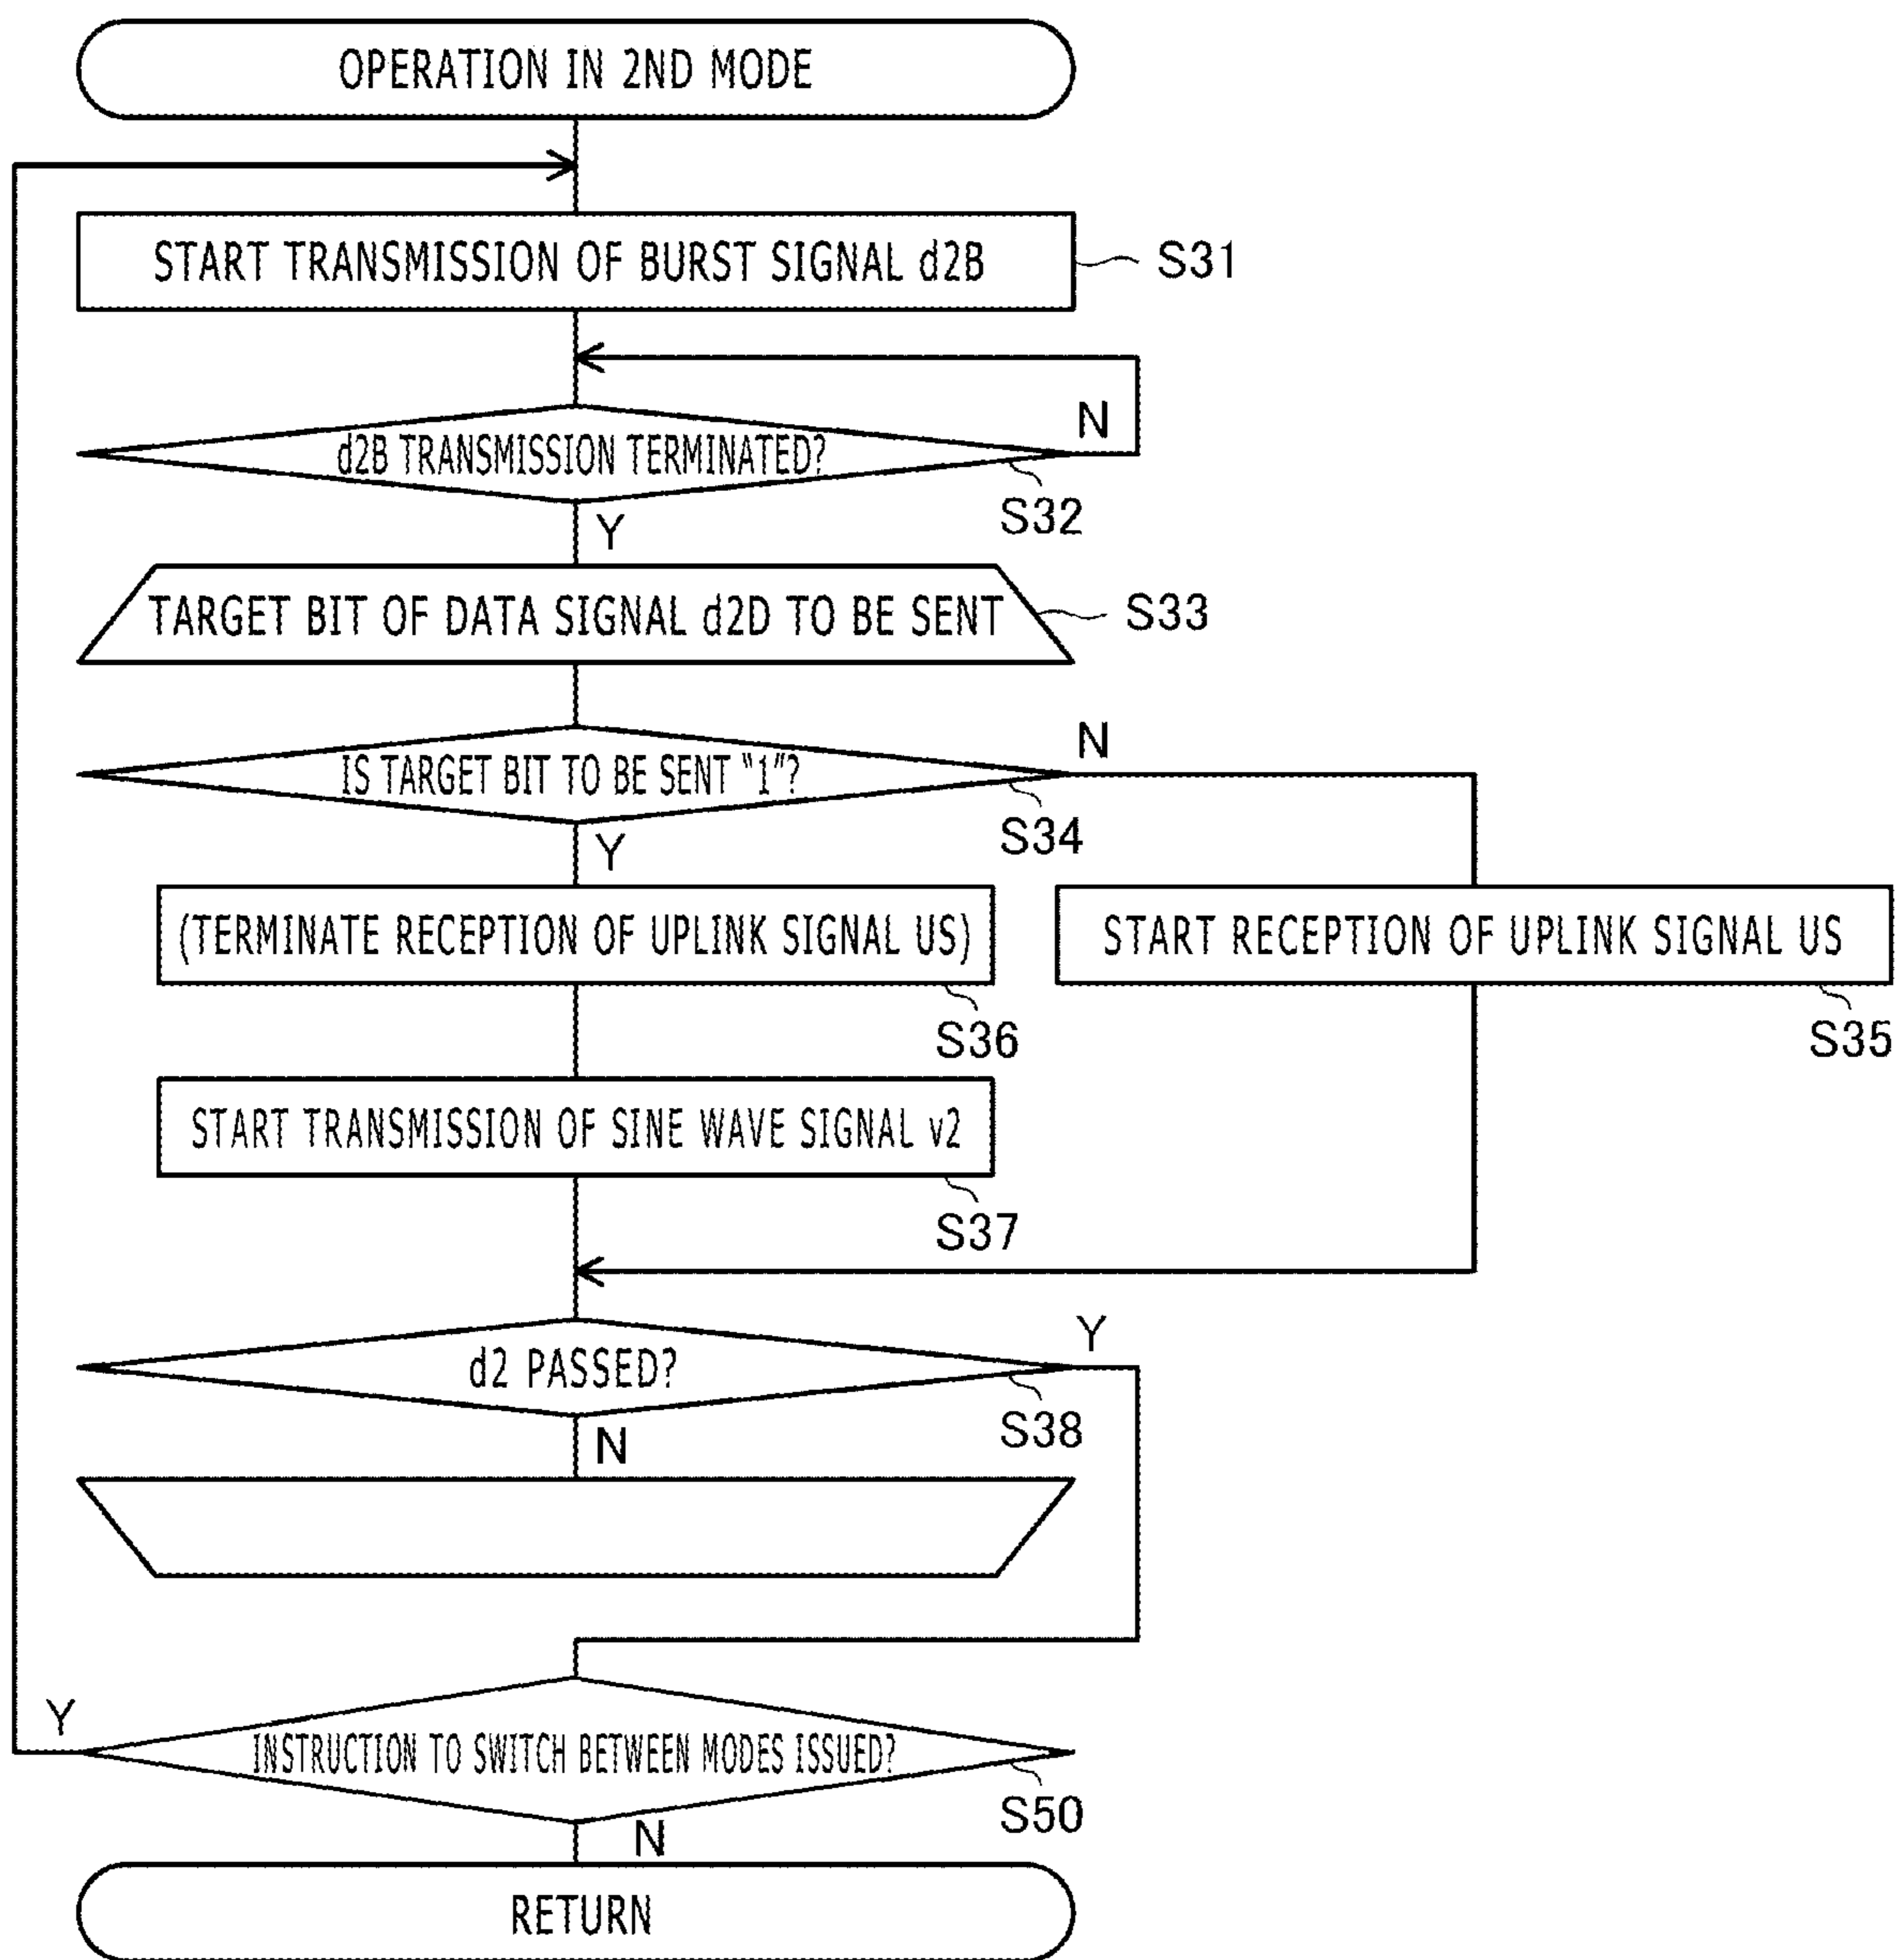 OPERATION IN 2ND MODE
START TRANSMISSION OF BURST SIGNAL d2B
S31
N
d2B TRANSMISSION TERMINATED?
S32
Y
TARGET BIT OF DATA SIGNAL d2D TO BE SENT
S33
N
IS TARGET BIT TO BE SENT “1”?
S34
Y
(TERMINATE RECEPTION OF UPLINK SIGNAL US)
START RECEPTION OF UPLINK SIGNAL US
S36
S35
START TRANSMISSION OF SINE WAVE SIGNAL v2
S37
Y
d2 PASSED?
S38
N
Y
INSTRUCTION TO SWITCH BETWEEN MODES ISSUED?
S50
N
RETURN